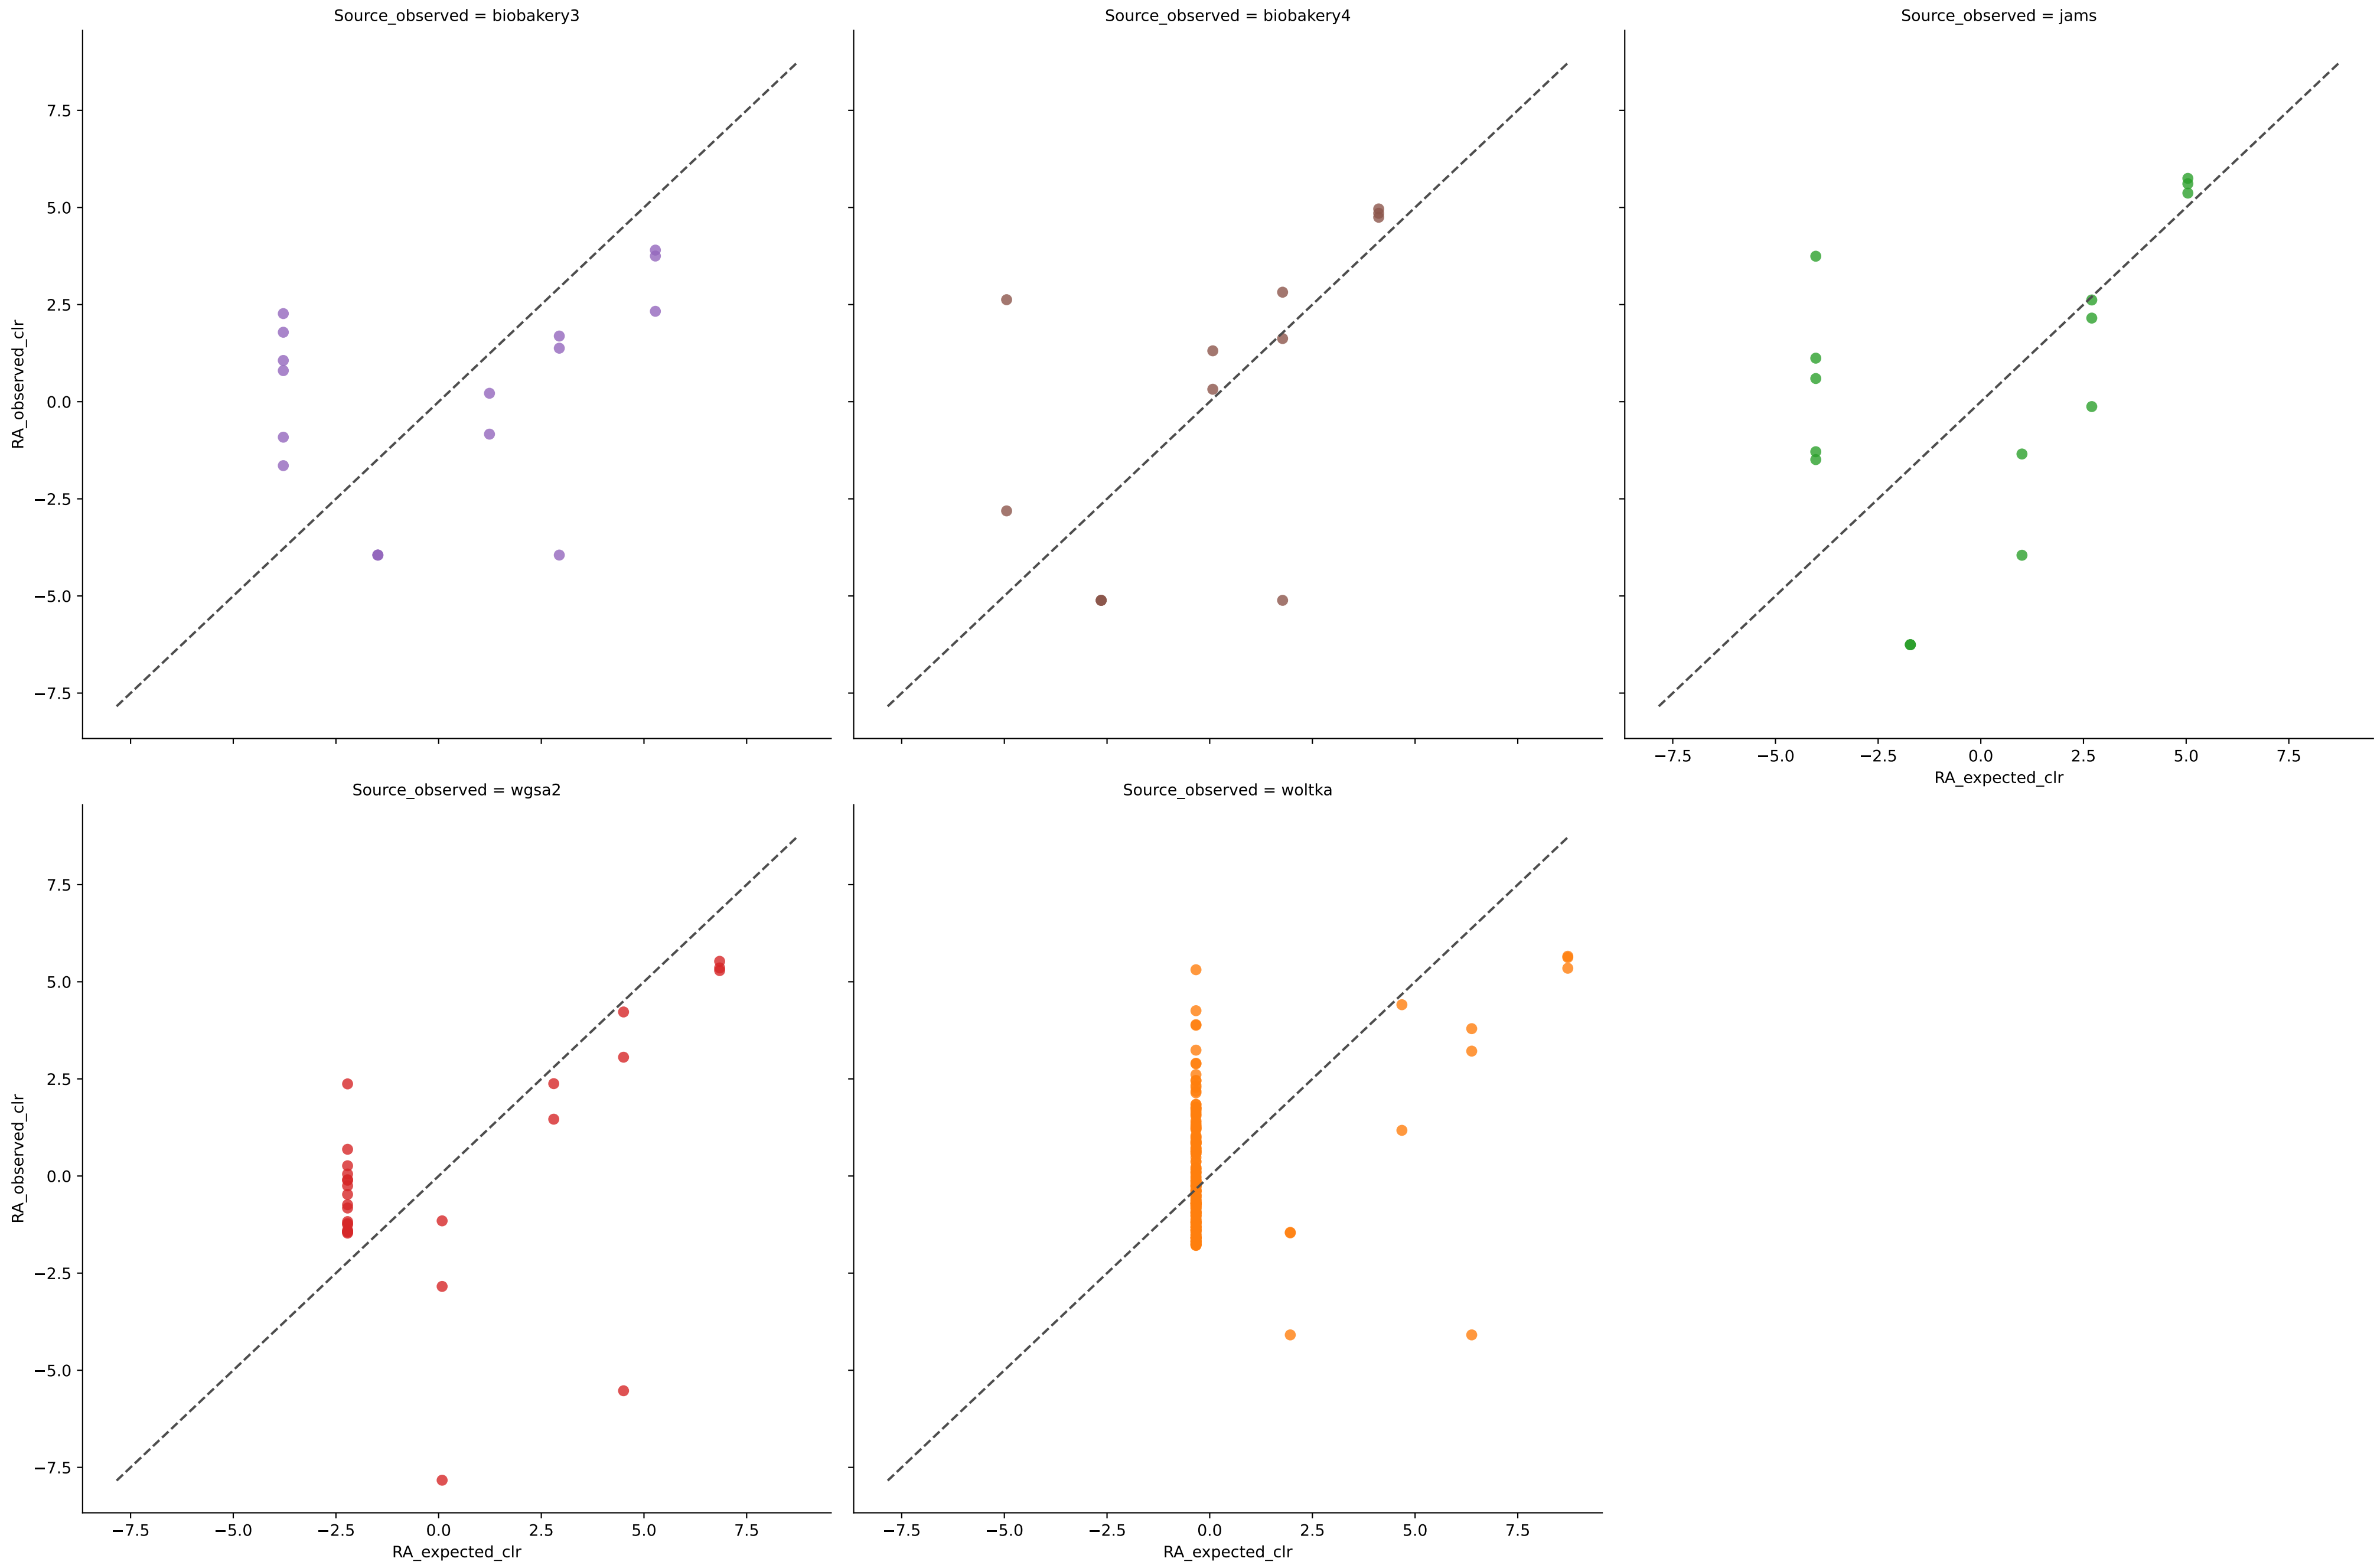 Source_observed = biobakery3
Source_observed = biobakery4
Source_observed = jams
RA_observed_clr
7.5
5.0
2.5
0.0
−2.5
−5.0
−7.5
−7.5 −5.0 −2.5 0.0 2.5 5.0 7.5
RA_expected_clr
Source_observed = wgsa2
Source_observed = woltka
RA_observed_clr
7.5
5.0
2.5
0.0
−2.5
−5.0
−7.5
−7.5 −5.0 −2.5 0.0 2.5 5.0 7.5
RA_expected_clr
−7.5 −5.0 −2.5 0.0 2.5 5.0 7.5
RA_expected_clr